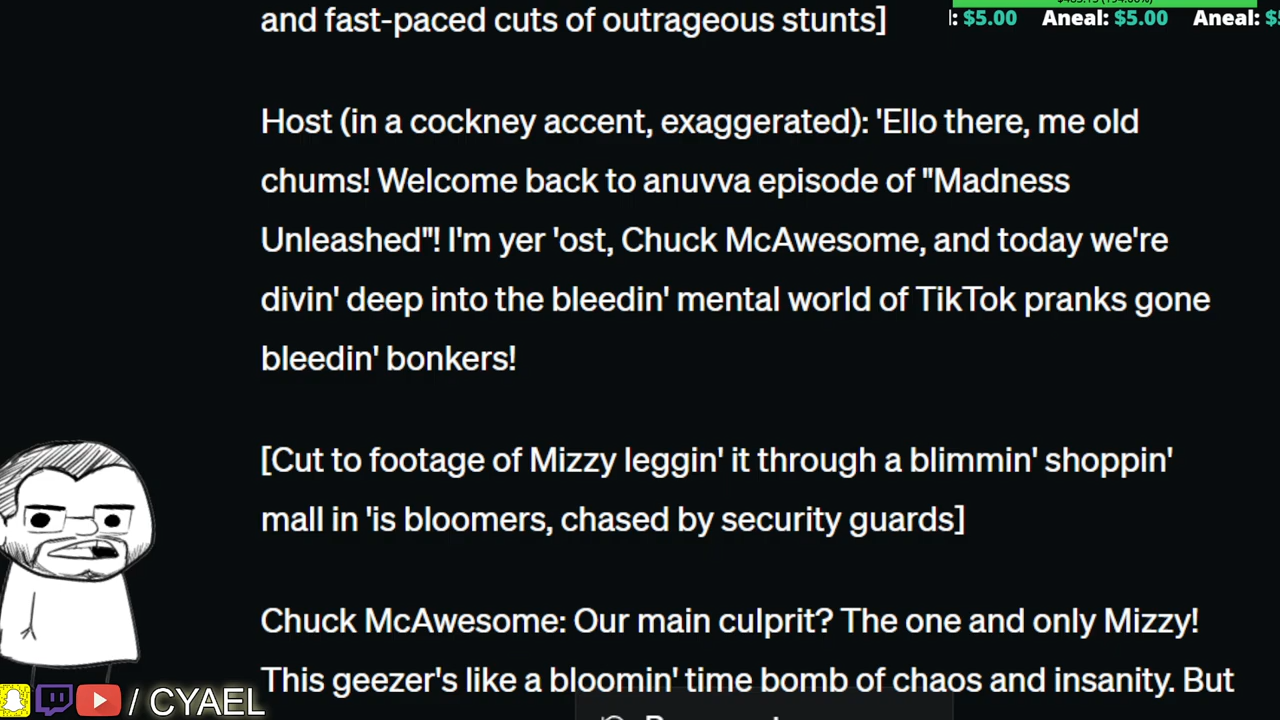 and fast-paced cuts of outrageous stunts]
: $5.00 Aneal: $5.00 Aneal:
Host (in a cockney accent, exaggerated): 'Ello there, me old
chums! Welcome back to anuvva episode of "Madness
Unleashed"! I'm yer 'ost, Chuck McAwesome, and today we're
divin' deep into the bleedin' mental world of TikTok pranks gone
bleedin' bonkers!
[Cut to footage of Mizzy leggin' it through a blimmin' shoppin'
mall in 'is bloomers, chased by security guards]
Chuck McAwesome: Our main culprit? The one and only Mizzy!
This geezer's like a bloomin' time bomb of chaos and insanity. But
/ CYAEL